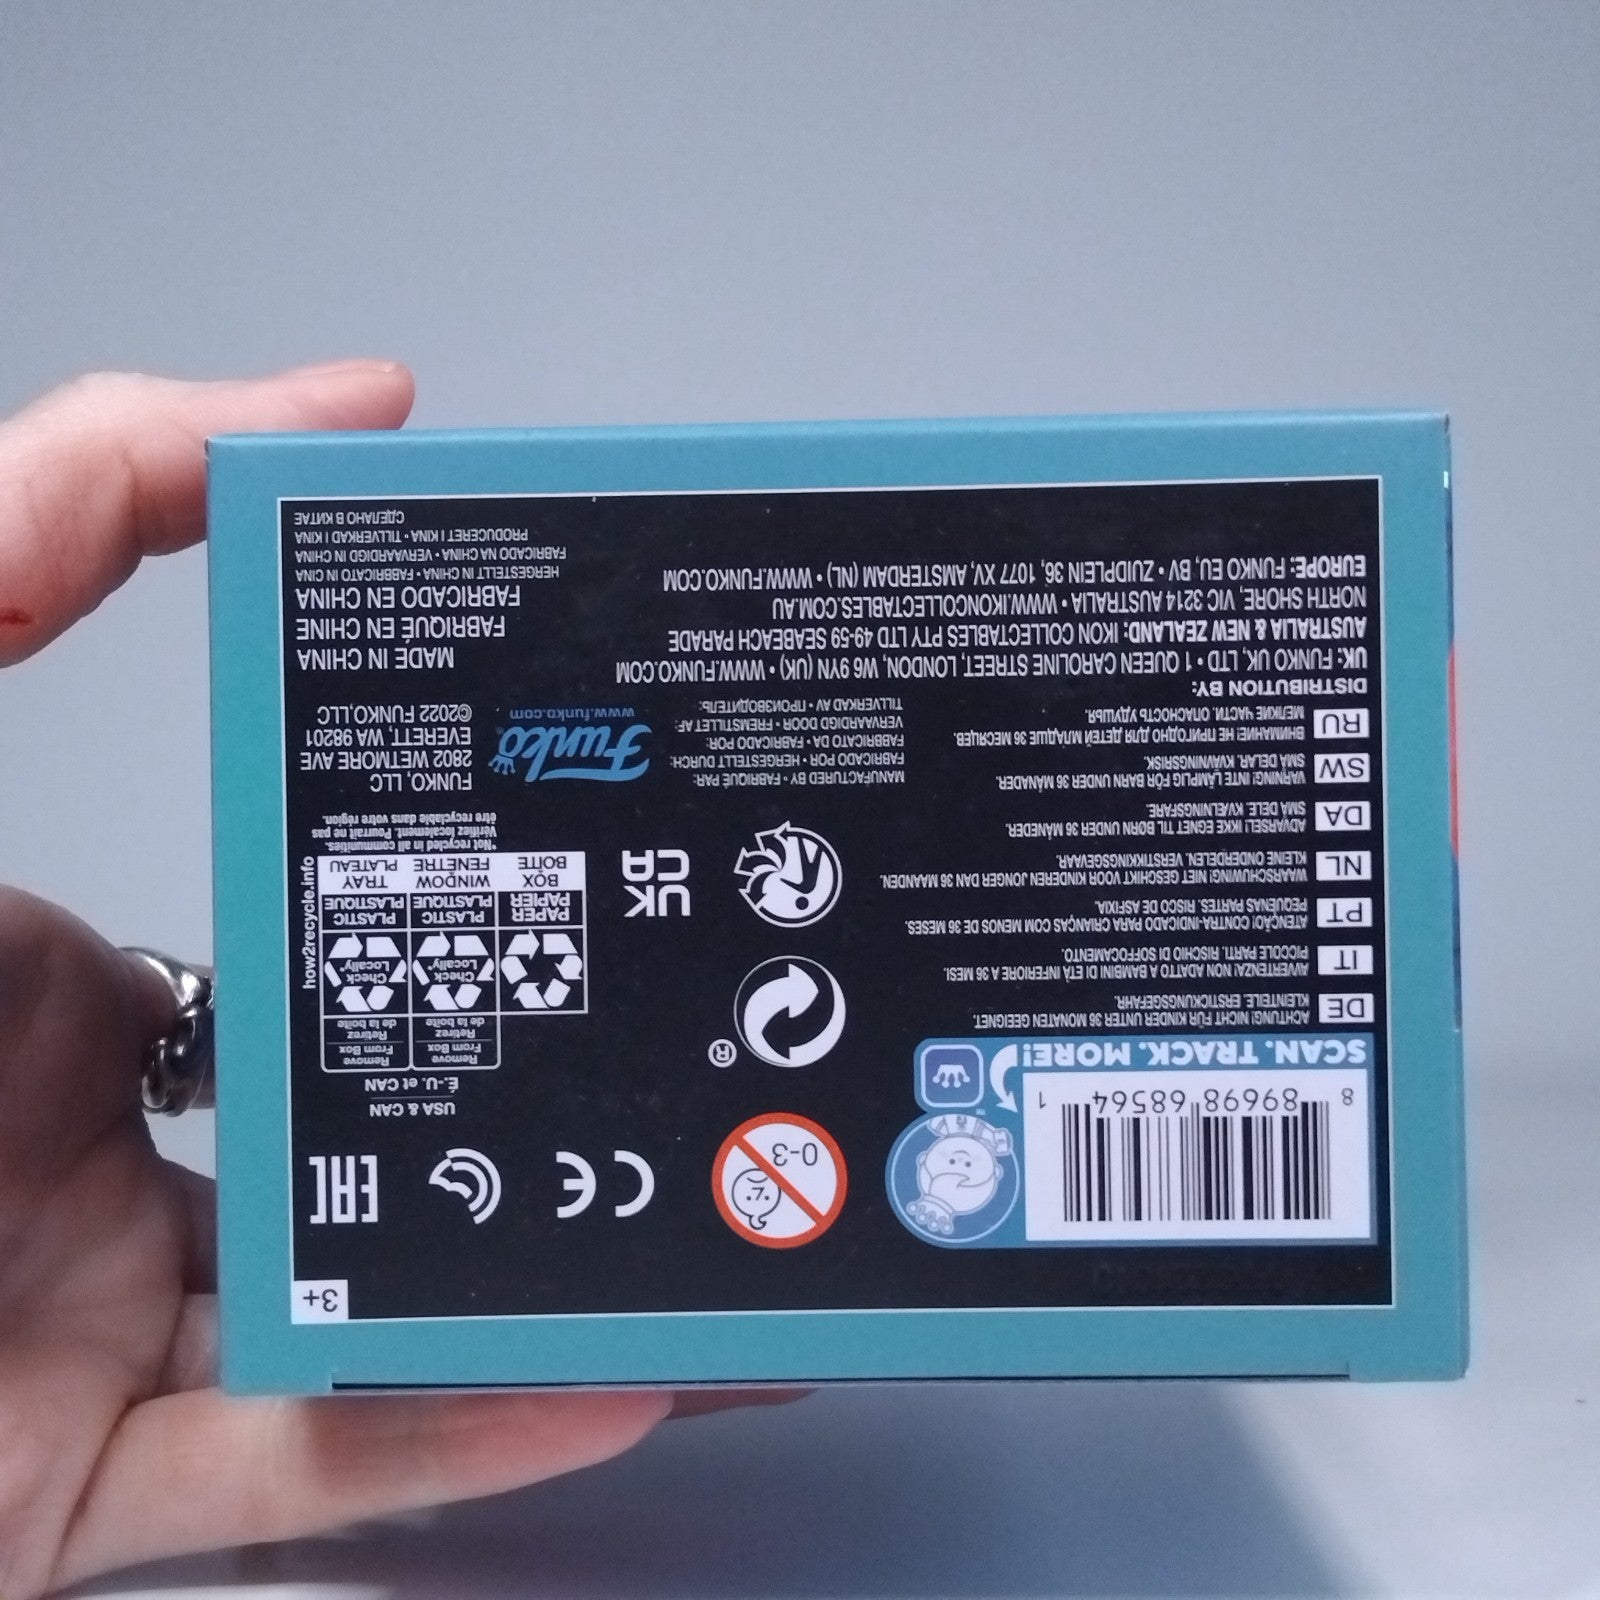 3+
8 89698 68564 1
SCAN. TRACK. MORE!
TM
0-3
CE
EAC
USA & CAN
É.-U. et CAN
Remove
From Box
Retirez
de la boîte
Remove
From Box
Retirez
de la boîte
Check
Locally*
Check
Locally*
PAPER
PAPIER
PLASTIC
PLASTIQUE
PLASTIC
PLASTIQUE
BOX
BOÎTE
WINDOW
FENÊTRE
TRAY
PLATEAU
how2recycle.info
*Not recycled in all communities.
Vérifiez localement. Pourrait ne pas
être recyclable dans votre région.
®
UK
CA
DE ACHTUNG! NICHT FÜR KINDER UNTER 36 MONATEN GEEIGNET.
KLEINTEILE. ERSTICKUNGSGEFAHR.
IT AVVERTENZA! NON ADATTO A BAMBINI DI ETÀ INFERIORE A 36 MESI.
PICCOLE PARTI. RISCHIO DI SOFFOCAMENTO.
PT ATENÇÃO! CONTRA-INDICADO PARA CRIANÇAS COM MENOS DE 36 MESES.
PEQUENAS PARTES. RISCO DE ASFIXIA.
NL WAARSCHUWING! NIET GESCHIKT VOOR KINDEREN JONGER DAN 36 MAANDEN.
KLEINE ONDERDELEN. VERSTIKKINGSGEVAAR.
DA ADVARSEL! IKKE EGNET TIL BØRN UNDER 36 MÅNEDER.
SMÅ DELE. KVÆLNINGSFARE.
SW VARNING! INTE LÄMPLIG FÖR BARN UNDER 36 MÅNADER.
SMÅ DELAR. KVÄVNINGSRISK.
RU ВНИМАНИЕ! НЕ ПРИГОДНО ДЛЯ ДЕТЕЙ МЛАДШЕ 36 МЕСЯЦЕВ.
МЕЛКИЕ ЧАСТИ. ОПАСНОСТЬ УДУШЬЯ.
MANUFACTURED BY • FABRIQUÉ PAR:
FABRICADO POR • HERGESTELLT DURCH:
FABRICATO DA • FABRICADO POR:
VERVAARDIGD DOOR • FREMSTILLET AF:
TILLVERKAD AV • ПРОИЗВОДИТЕЛЬ:
Funko
www.funko.com
FUNKO, LLC
2802 WETMORE AVE
EVERETT, WA 98201
©2022 FUNKO,LLC
DISTRIBUTION BY:
UK: FUNKO UK, LTD • 1 QUEEN CAROLINE STREET, LONDON, W6 9YN (UK) • WWW.FUNKO.COM
AUSTRALIA & NEW ZEALAND: IKON COLLECTABLES PTY LTD 49-59 SEABEACH PARADE
NORTH SHORE, VIC 3214 AUSTRALIA • WWW.IKONCOLLECTABLES.COM.AU
EUROPE: FUNKO EU, BV • ZUIDPLEIN 36, 1077 XV, AMSTERDAM (NL) • WWW.FUNKO.COM
MADE IN CHINA
FABRIQUÉ EN CHINE
FABRICADO EN CHINA
HERGESTELLT IN CHINA • FABBRICATO IN CINA
FABRICADO NA CHINA • VERVAARDIGD IN CHINA
PRODUCERET I KINA • TILLVERKAD I KINA
СДЕЛАНО В КИТАЕ